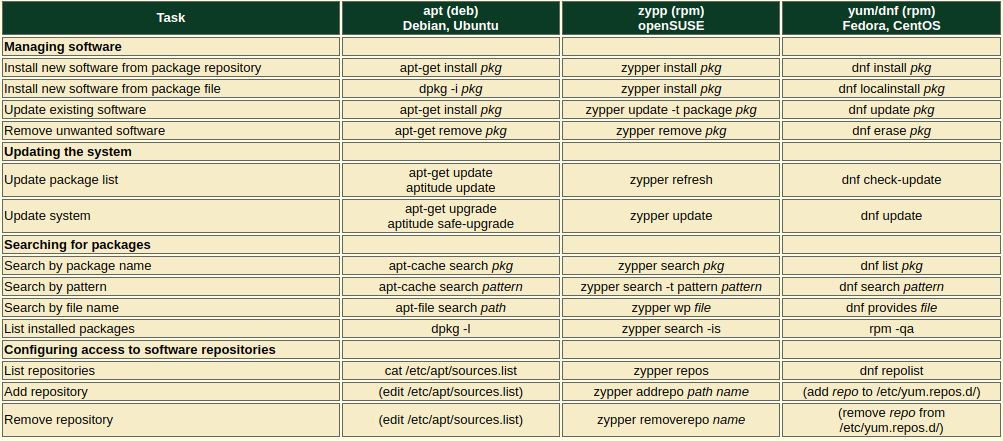 Task
apt (deb)
Debian, Ubuntu
zypp (rpm)
openSUSE
yum/dnf (rpm)
Fedora, CentOS
Managing software
Install new software from package repository
apt-get install pkg
zypper install pkg
dnf install pkg
Install new software from package file
dpkg -i pkg
zypper install pkg
dnf localinstall pkg
Update existing software
apt-get install pkg
zypper update -t package pkg
dnf update pkg
Remove unwanted software
apt-get remove pkg
zypper remove pkg
dnf erase pkg
Updating the system
Update package list
apt-get update
aptitude update
zypper refresh
dnf check-update
Update system
apt-get upgrade
aptitude safe-upgrade
zypper update
dnf update
Searching for packages
Search by package name
apt-cache search pkg
zypper search pkg
dnf list pkg
Search by pattern
apt-cache search pattern
zypper search -t pattern pattern
dnf search pattern
Search by file name
apt-file search path
zypper wp file
dnf provides file
List installed packages
dpkg -l
zypper search -is
rpm -qa
Configuring access to software repositories
List repositories
cat /etc/apt/sources.list
zypper repos
dnf repolist
Add repository
(edit /etc/apt/sources.list)
zypper addrepo path name
(add repo to /etc/yum.repos.d/)
Remove repository
(edit /etc/apt/sources.list)
zypper removerepo name
(remove repo from
/etc/yum.repos.d/)